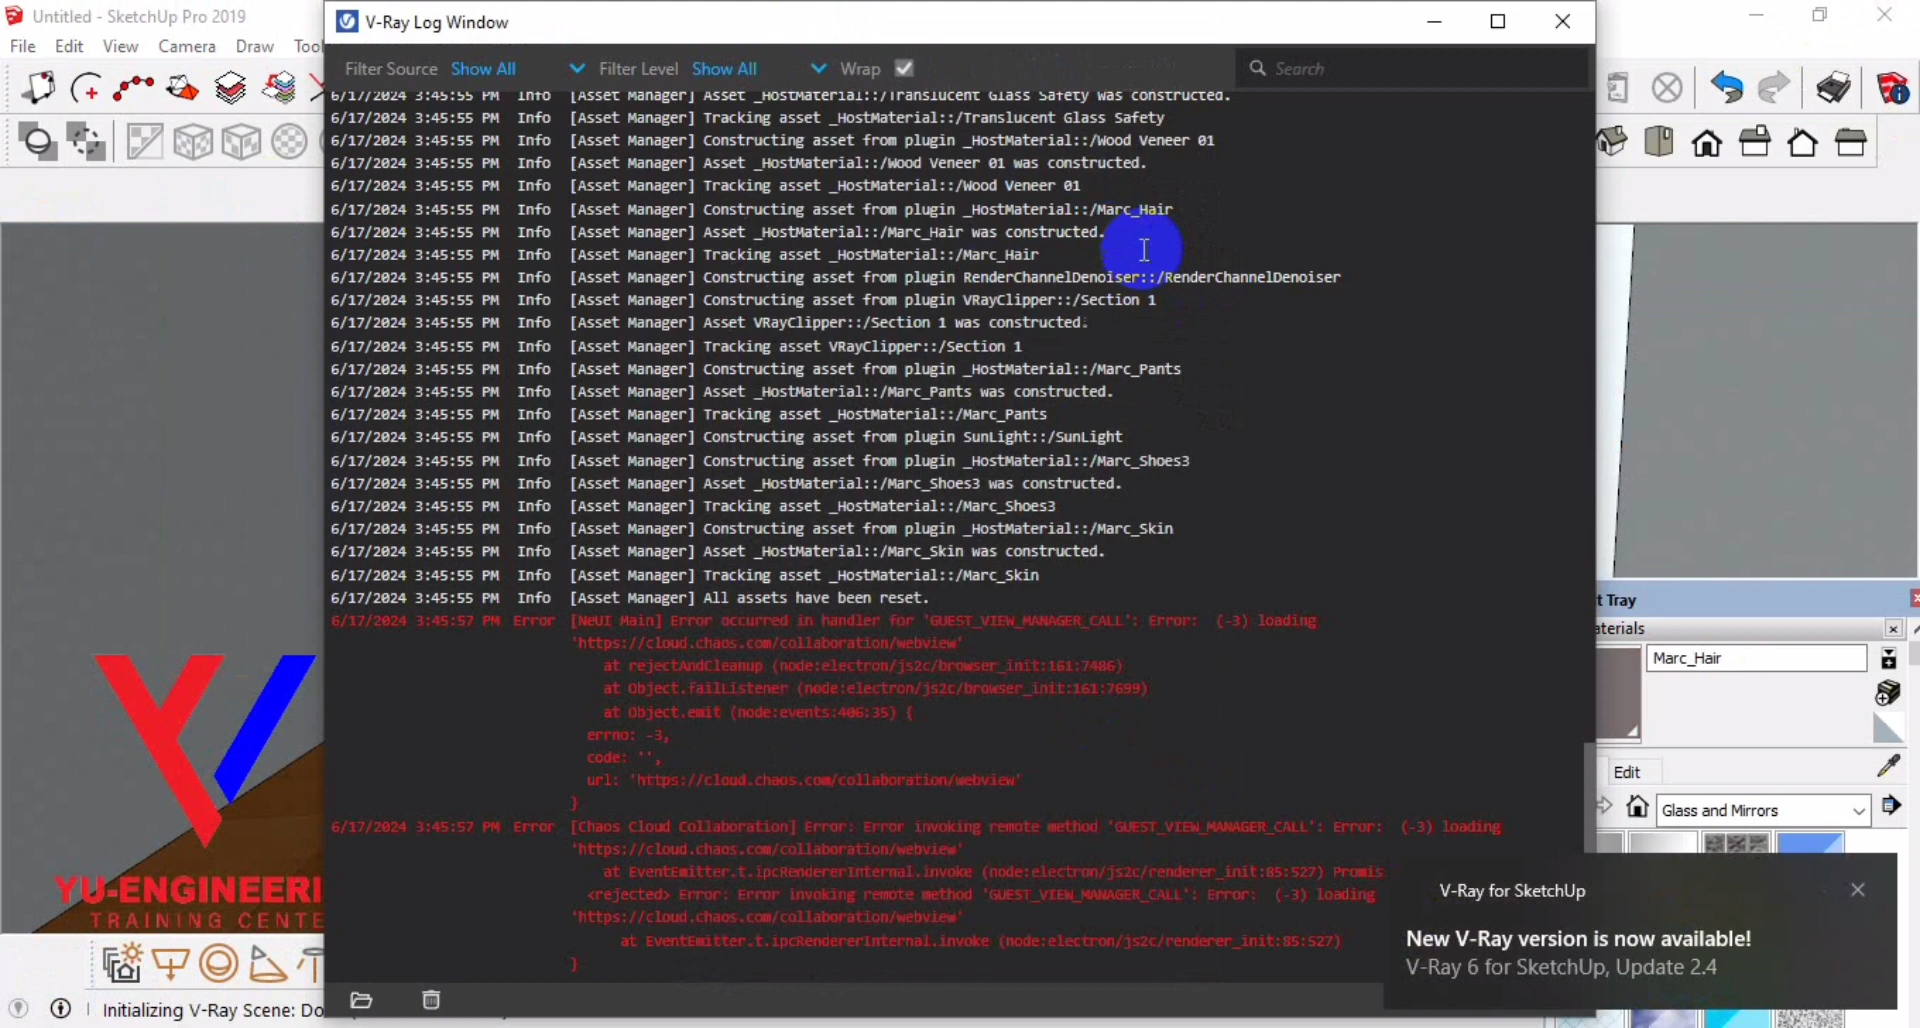 Untitled - SketchUp Pro 2019
File Edit View Camera Draw
V-Ray Log Window
Filter Source Show All Filter Level Show All Wrap Search
6/17/2024 3:45:55 PM Info [Asset Manager] Asset _HostMaterial::/Translucent Glass Safety was constructed.
6/17/2024 3:45:55 PM Info [Asset Manager] Tracking asset _HostMaterial::/Translucent Glass Safety
6/17/2024 3:45:55 PM Info [Asset Manager] Constructing asset from plugin _HostMaterial::/Wood Veneer 01
6/17/2024 3:45:55 PM Info [Asset Manager] Asset _HostMaterial::/Wood Veneer 01 was constructed.
6/17/2024 3:45:55 PM Info [Asset Manager] Tracking asset _HostMaterial::/Wood Veneer 01
6/17/2024 3:45:55 PM Info [Asset Manager] Constructing asset from plugin _HostMaterial::/Marc_Hair
6/17/2024 3:45:55 PM Info [Asset Manager] Asset _HostMaterial::/Marc_Hair was constructed.
6/17/2024 3:45:55 PM Info [Asset Manager] Tracking asset _HostMaterial::/Marc_Hair
6/17/2024 3:45:55 PM Info [Asset Manager] Constructing asset from plugin RenderChannelDenoiser::/RenderChannelDenoiser
6/17/2024 3:45:55 PM Info [Asset Manager] Constructing asset from plugin VRayClipper::/Section 1
6/17/2024 3:45:55 PM Info [Asset Manager] Asset VRayClipper::/Section 1 was constructed.
6/17/2024 3:45:55 PM Info [Asset Manager] Tracking asset VRayClipper::/Section 1
6/17/2024 3:45:55 PM Info [Asset Manager] Constructing asset from plugin _HostMaterial::/Marc_Pants
6/17/2024 3:45:55 PM Info [Asset Manager] Asset _HostMaterial::/Marc_Pants was constructed.
6/17/2024 3:45:55 PM Info [Asset Manager] Tracking asset _HostMaterial::/Marc_Pants
6/17/2024 3:45:55 PM Info [Asset Manager] Constructing asset from plugin SunLight::/SunLight
6/17/2024 3:45:55 PM Info [Asset Manager] Constructing asset from plugin _HostMaterial::/Marc_Shoes3
6/17/2024 3:45:55 PM Info [Asset Manager] Asset _HostMaterial::/Marc_Shoes3 was constructed.
6/17/2024 3:45:55 PM Info [Asset Manager] Tracking asset _HostMaterial::/Marc_Shoes3
6/17/2024 3:45:55 PM Info [Asset Manager] Constructing asset from plugin _HostMaterial::/Marc_Skin
6/17/2024 3:45:55 PM Info [Asset Manager] Asset _HostMaterial::/Marc_Skin was constructed.
6/17/2024 3:45:55 PM Info [Asset Manager] Tracking asset _HostMaterial::/Marc_Skin
6/17/2024 3:45:55 PM Info [Asset Manager] All assets have been reset.
6/17/2024 3:45:57 PM Error [NeUI Main] Error occurred in handler for 'GUEST_VIEW_MANAGER_CALL': Error: (-3) loading
'https://cloud.chaos.com/collaboration/webview'
at rejectAndCleanup (node:electron/js2c/browser_init:161:7486)
at Object.failListener (node:electron/js2c/browser_init:161:7699)
at Object.emit (node:events:406:35) {
errno: -3,
code: '',
url: 'https://cloud.chaos.com/collaboration/webview'
}
6/17/2024 3:45:57 PM Error [Chaos Cloud Collaboration] Error: Error invoking remote method 'GUEST_VIEW_MANAGER_CALL': Error: (-3) loading
'https://cloud.chaos.com/collaboration/webview'
at EventEmitter.t.ipcRendererInternal.invoke (node:electron/js2c/renderer_init:85:527) Promis
<rejected> Error: Error invoking remote method 'GUEST_VIEW_MANAGER_CALL': Error: (-3) loading
'https://cloud.chaos.com/collaboration/webview'
at EventEmitter.t.ipcRendererInternal.invoke (node:electron/js2c/renderer_init:85:527)
}
t Tray
aterials
Marc_Hair
Edit
Glass and Mirrors
V-Ray for SketchUp
New V-Ray version is now available!
V-Ray 6 for SketchUp, Update 2.4
YU-ENGINEERI
TRAINING CENTE
Initializing V-Ray Scene: Do